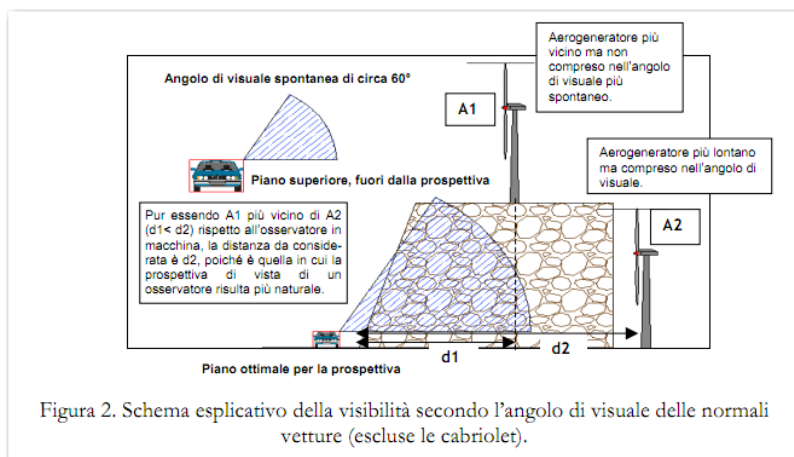 Aerogeneratore più
vicino ma non
compreso nell'angolo
di visuale più
spontaneo.
Angolo di visuale spontanea di circa 60°
A1
Aerogeneratore più lontano
ma compreso nell'angolo di
visuale.
Piano superiore, fuori dalla prospettiva
Pur essendo A1 più vicino di A2
(d1< d2) rispetto all'osservatore in
macchina, la distanza da conside-
rata è d2, poiché è quella in cui la
prospettiva di vista di un
osservatore risulta più naturale.
A2
d1
d2
Piano ottimale per la prospettiva
Figura 2. Schema esplicativo della visibilità secondo l'angolo di visuale delle normali
vetture (escluse le cabriolet).